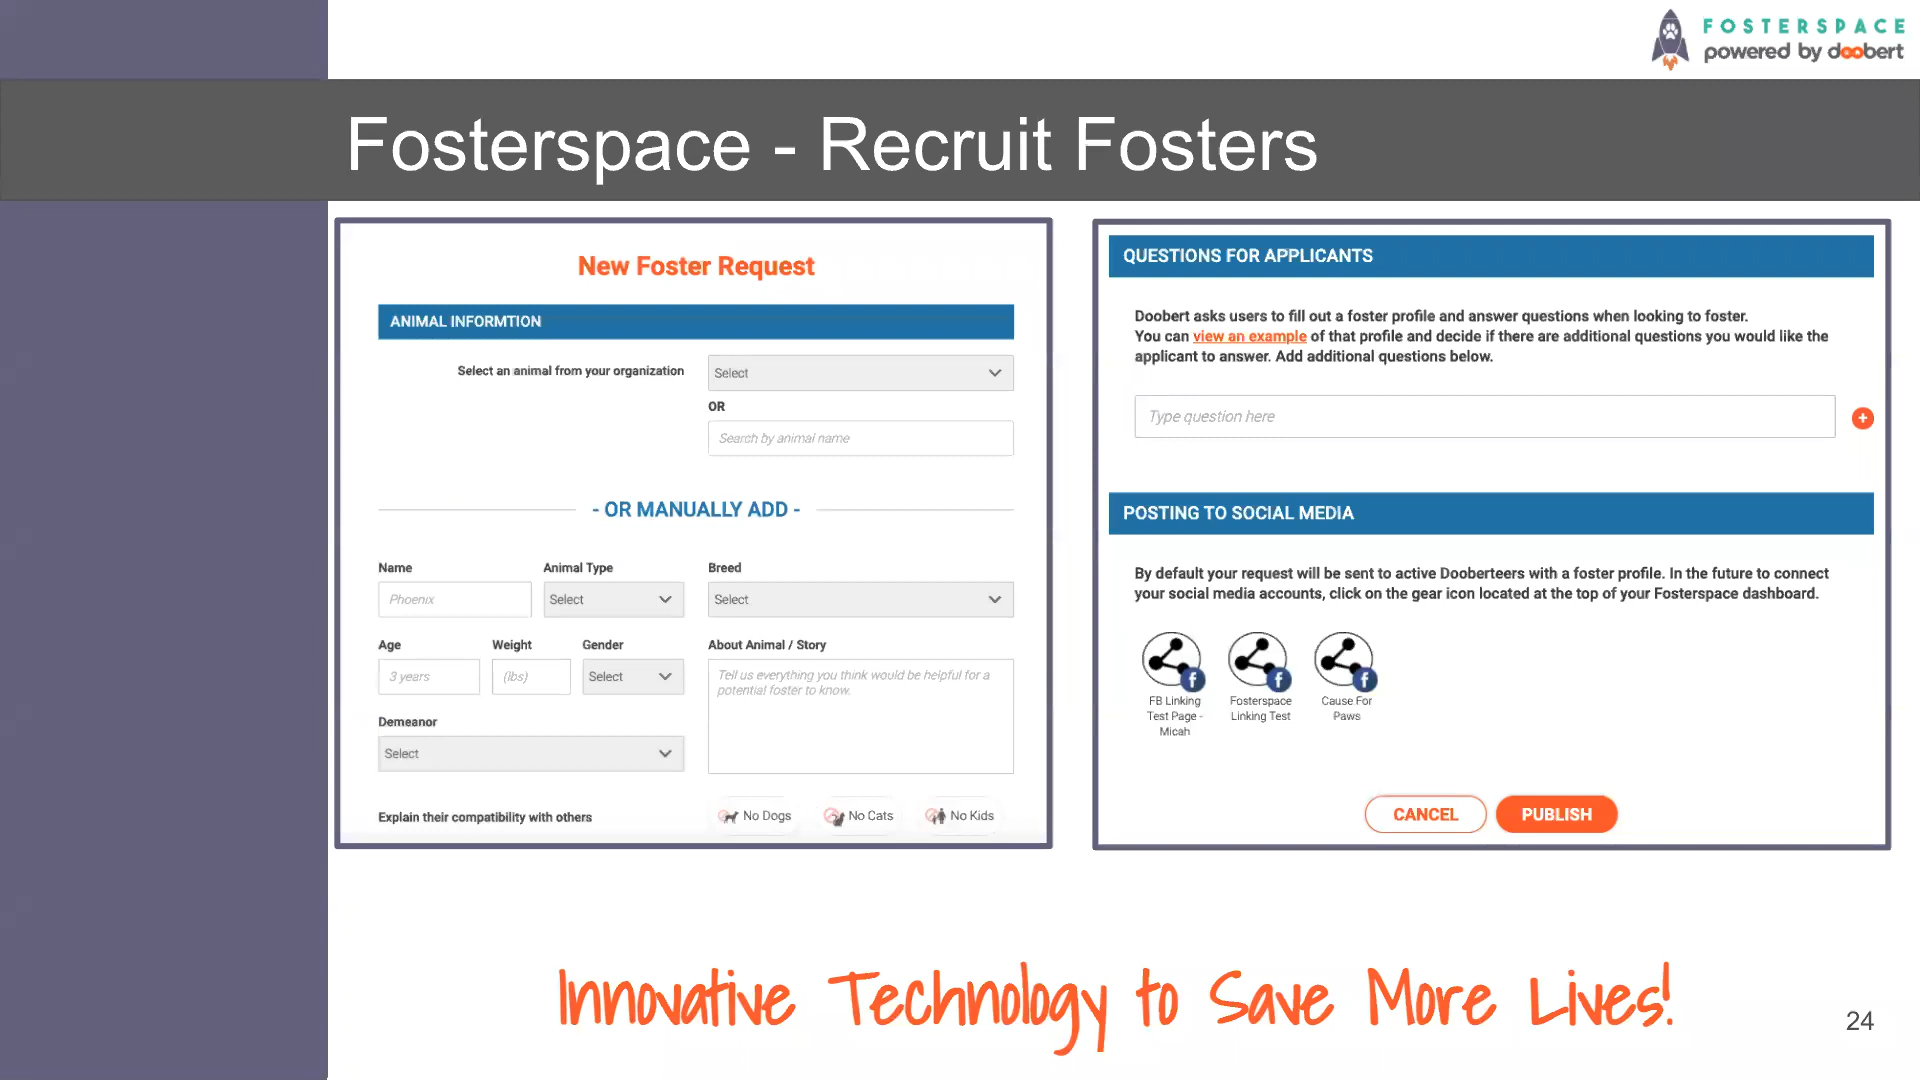 FOSTERSPACE
powered by doobert
Fosterspace - Recruit Fosters
New Foster Request
ANIMAL INFORMTION
Select an animal from your organization
Select
OR
Search by animal name
- OR MANUALLY ADD -
Name
Animal Type
Breed
Phoenix
Select
Select
Age
Weight
Gender
About Animal / Story
3 years
(lbs)
Select
Tell us everything you think would be helpful for a
potential foster to know.
Demeanor
Select
Explain their compatibility with others
No Dogs
No Cats
No Kids
QUESTIONS FOR APPLICANTS
Doobert asks users to fill out a foster profile and answer questions when looking to foster.
You can view an example of that profile and decide if there are additional questions you would like the
applicant to answer. Add additional questions below.
Type question here
POSTING TO SOCIAL MEDIA
By default your request will be sent to active Dooberteers with a foster profile. In the future to connect
your social media accounts, click on the gear icon located at the top of your Fosterspace dashboard.
FB Linking
Test Page -
Micah
Fosterspace
Linking Test
Cause For
Paws
CANCEL
PUBLISH
Innovative Technology to Save More Lives!
24